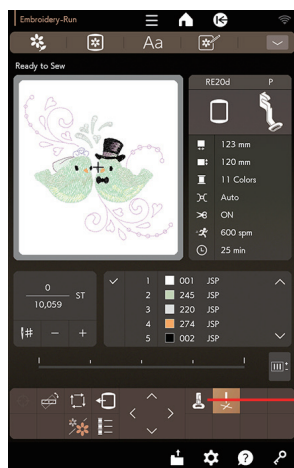 Embroidery-Run
Aa
Ready to Sew
RE20d P
123 mm
120 mm
11 Colors
Auto
ON
600 spm
25 min
0
10,059
ST
1 001 JSP
2 245 JSP
3 220 JSP
4 274 JSP
5 002 JSP